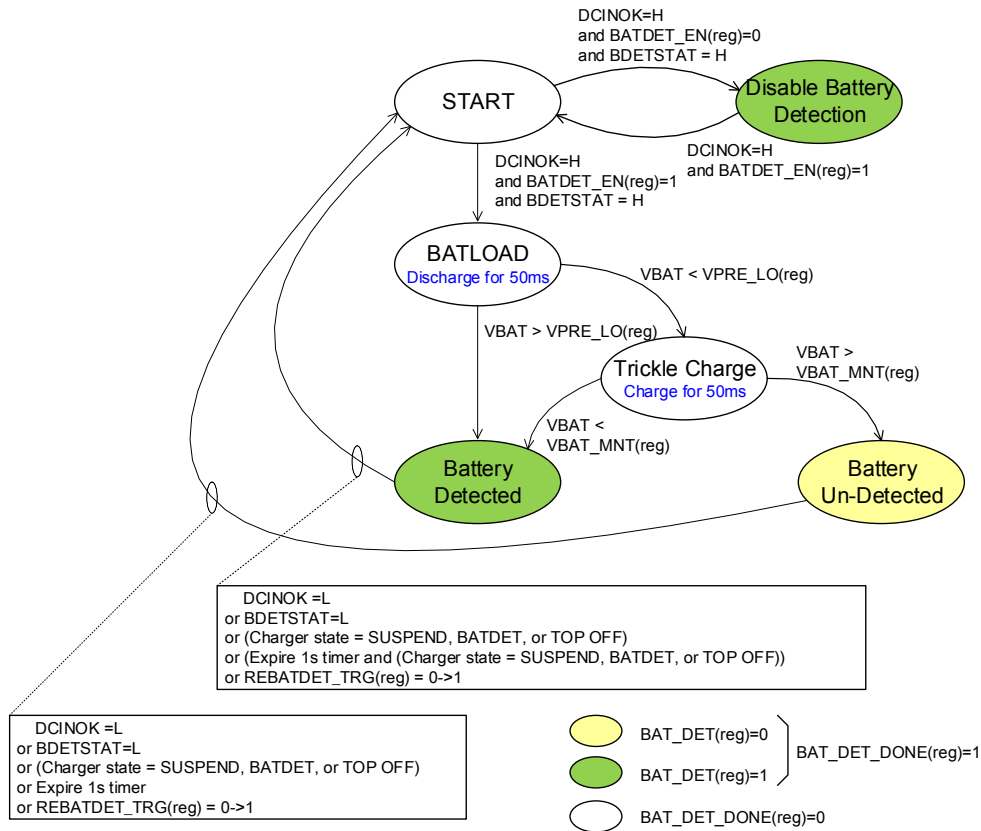 DCINOK=H
and BATDET_EN(reg)=0
and BDETSTAT = H
START
Disable Battery
Detection
DCINOK=H
and BATDET_EN(reg)=1
DCINOK=H
and BATDET_EN(reg)=1
and BDETSTAT = H
BATLOAD
Discharge for 50ms
VBAT < VPRE_LO(reg)
VBAT > VPRE_LO(reg)
Trickle Charge
Charge for 50ms
VBAT >
VBAT_MNT(reg)
VBAT <
VBAT_MNT(reg)
Battery
Detected
Battery
Un-Detected
DCINOK =L
or BDETSTAT=L
or (Charger state = SUSPEND, BATDET, or TOP OFF)
or (Expire 1s timer and (Charger state = SUSPEND, BATDET, or TOP OFF))
or REBATDET_TRG(reg) = 0->1
DCINOK =L
or BDETSTAT=L
or (Charger state = SUSPEND, BATDET, or TOP OFF)
or Expire 1s timer
or REBATDET_TRG(reg) = 0->1
BAT_DET(reg)=0
BAT_DET(reg)=1
BAT_DET_DONE(reg)=1
BAT_DET_DONE(reg)=0